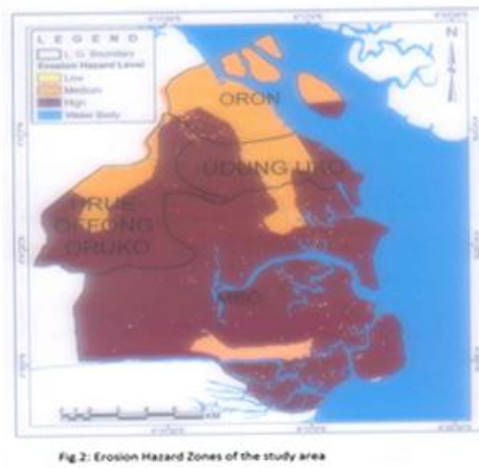 LEGEND
L. G. Boundary
Erosion Hazard Level
Low
Medium
High
Water Body
N
ORON
UDUNG UKO
URUE
OFFONG
ORUKO
MBO
KM
Fig.2: Erosion Hazard Zones of the study area